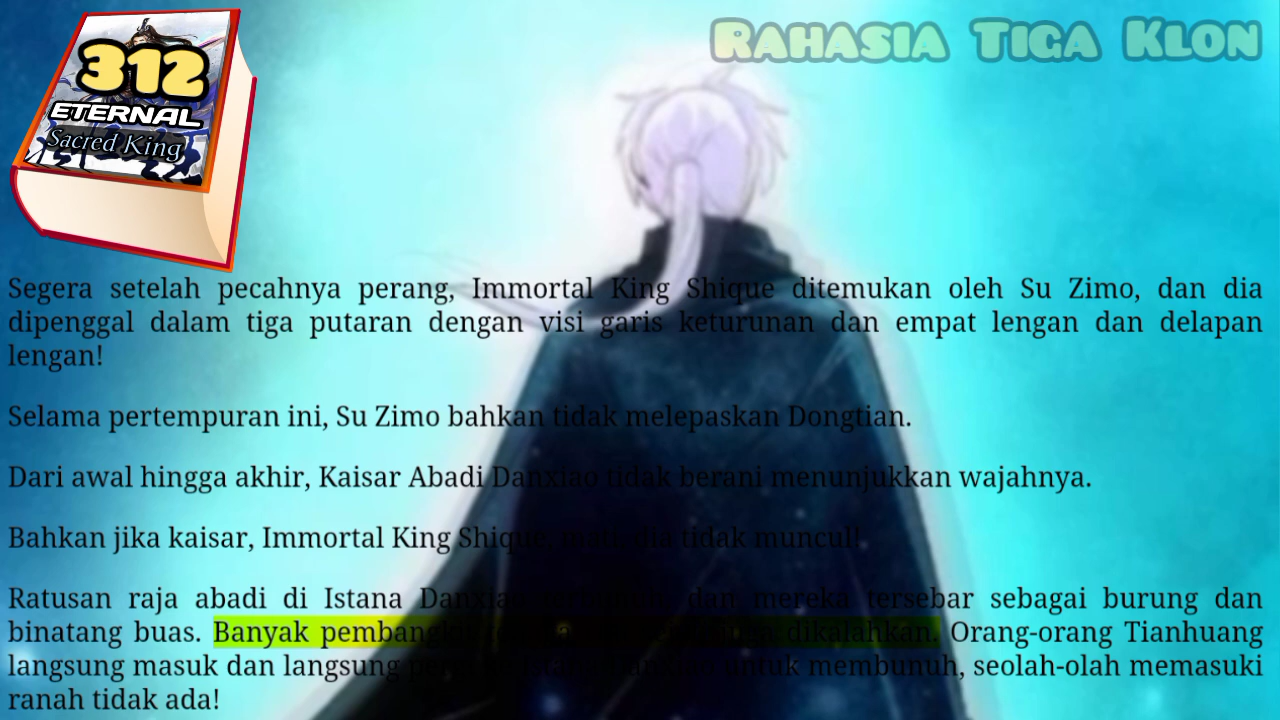 312
ETERNAL
Sacred King
Rahasia Tiga Klon
Segera setelah pecahnya perang, Immortal King Shique ditemukan oleh Su Zimo, dan dia
dipenggal dalam tiga putaran dengan visi garis keturunan dan empat lengan dan delapan
lengan!
Selama pertempuran ini, Su Zimo bahkan tidak melepaskan Dongtian.
Dari awal hingga akhir, Kaisar Abadi Danxiao tidak berani menunjukkan wajahnya.
Bahkan jika kaisar, Immortal King Shique, mati, dia tidak muncul!
Ratusan raja abadi di Istana Danxiao terbunuh, dan mereka tersebar sebagai burung dan
binatang buas. Banyak dikalahkan. Orang-orang Tianhuang
langsung masuk dan langsung untuk membunuh, seolah-olah memasuki
ranah tidak ada!